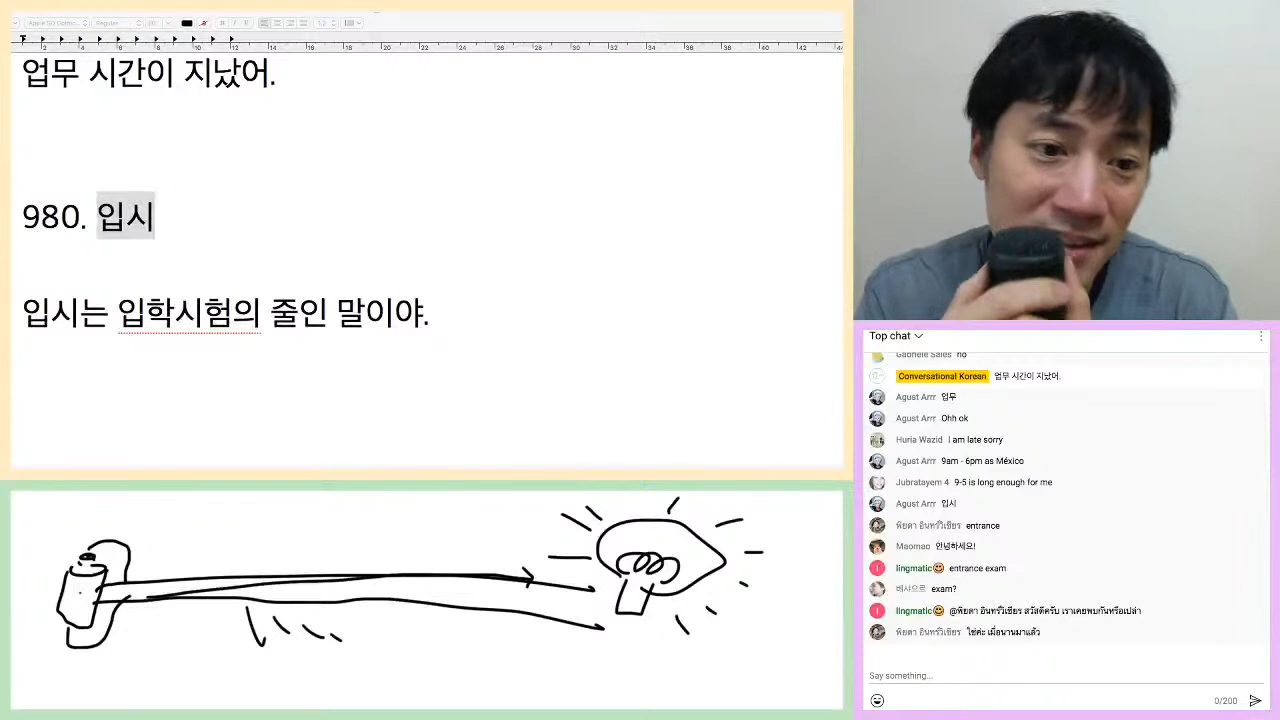 업무 시간이 지났어.
980. 입시
입시는 입학시험의 줄인 말이야.
Top chat
Gabriele Sales no
Conversational Korean 업무 시간이 지났어.
Agust Arrr 업무
Agust Arrr Ohh ok
Huria Wazid I am late sorry
Agust Arrr 9am - 6pm as México
Jubratayem 4 9-5 is long enough for me
Agust Arrr 입시
พิยดา อินทร์วิเชียร entrance
Maomao 안녕하세요!
lingmatic entrance exam
베샤으르 exam?
lingmatic @พิยดา อินทร์วิเชียร สวัสดีครับ เราเคยพบกันหรือเปล่า
พิยดา อินทร์วิเชียร ใช่ค่ะ เมื่อนานมาแล้ว
Say something...
0/200